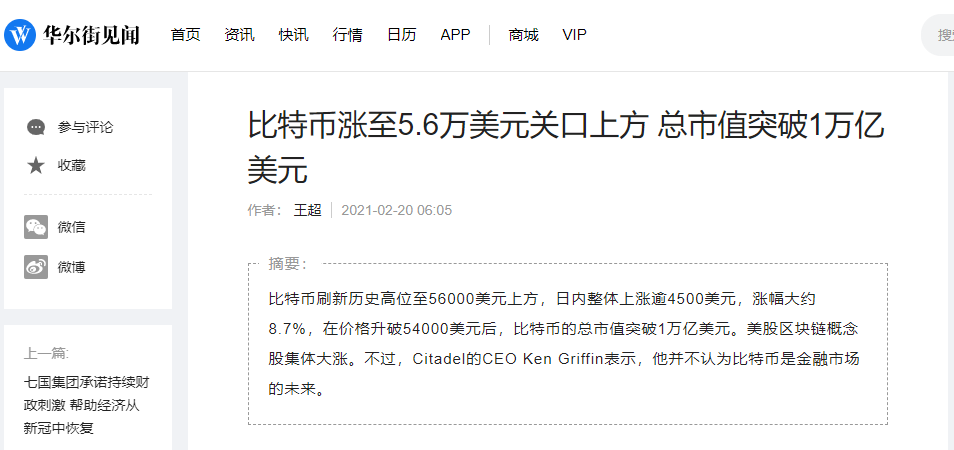 华尔街见闻 首页 资讯 快讯 行情 日历 APP 商城 VIP
参与评论
收藏
微信
微博
上一篇:
七国集团承诺持续财
政刺激 帮助经济从
新冠中恢复
比特币涨至5.6万美元关口上方 总市值突破1万亿
美元
作者： 王超 2021-02-20 06:05
摘要：
比特币刷新历史高位至56000美元上方，日内整体上涨逾4500美元，涨幅大约
8.7%，在价格升破54000美元后，比特币的总市值突破1万亿美元。美股区块链概念
股集体大涨。不过，Citadel的CEO Ken Griffin表示，他并不认为比特币是金融市场
的未来。